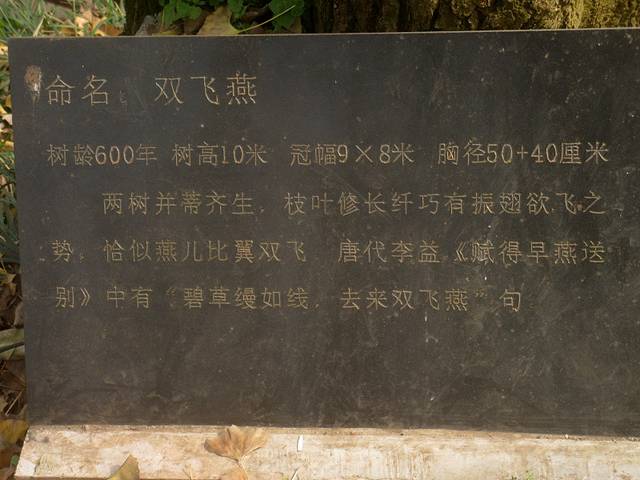 命名：双飞燕
树龄600年 树高10米 冠幅9×8米 胸径50+40厘米
两树并蒂齐生，枝叶修长纤巧有振翅欲飞之
势，恰似燕儿比翼双飞，唐代李益《赋得早燕送
别》中有“碧草缦如线，去来双飞燕”句